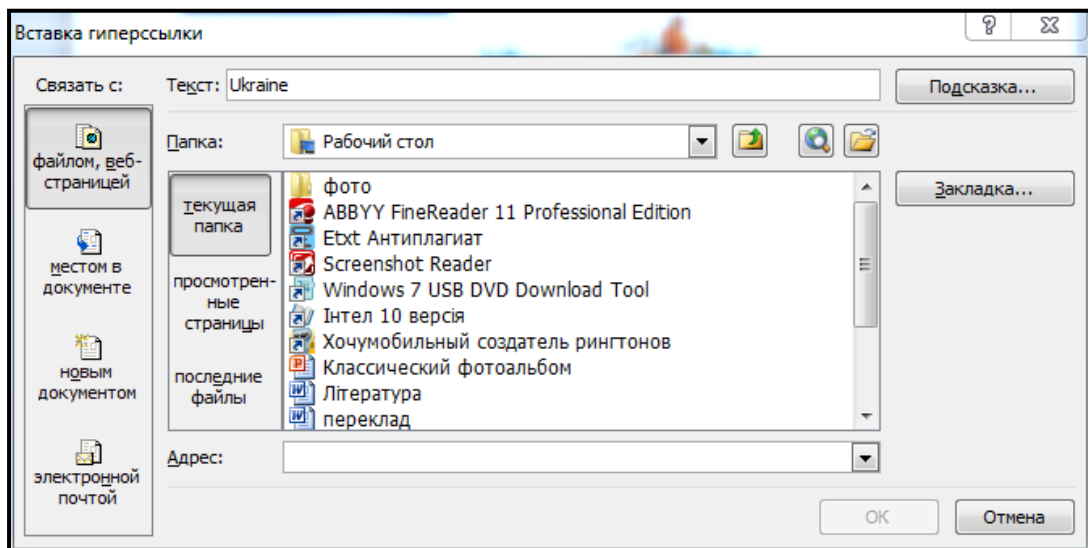 Вставка гиперссылки
Связать с:
Текст: Ukraine
Подсказка...
файлом, веб-
страницей
Папка: Рабочий стол
текущая
папка
фото
ABBYY FineReader 11 Professional Edition
Etxt Антиплагиат
Screenshot Reader
Windows 7 USB DVD Download Tool
Інтел 10 версія
Хочумобильный создатель рингтонов
Классический фотоальбом
Література
переклад
Закладка...
местом в
документе
просмотрен-
ные
страницы
новым
документом
последние
файлы
электронной
почтой
Адрес:
ОК
Отмена